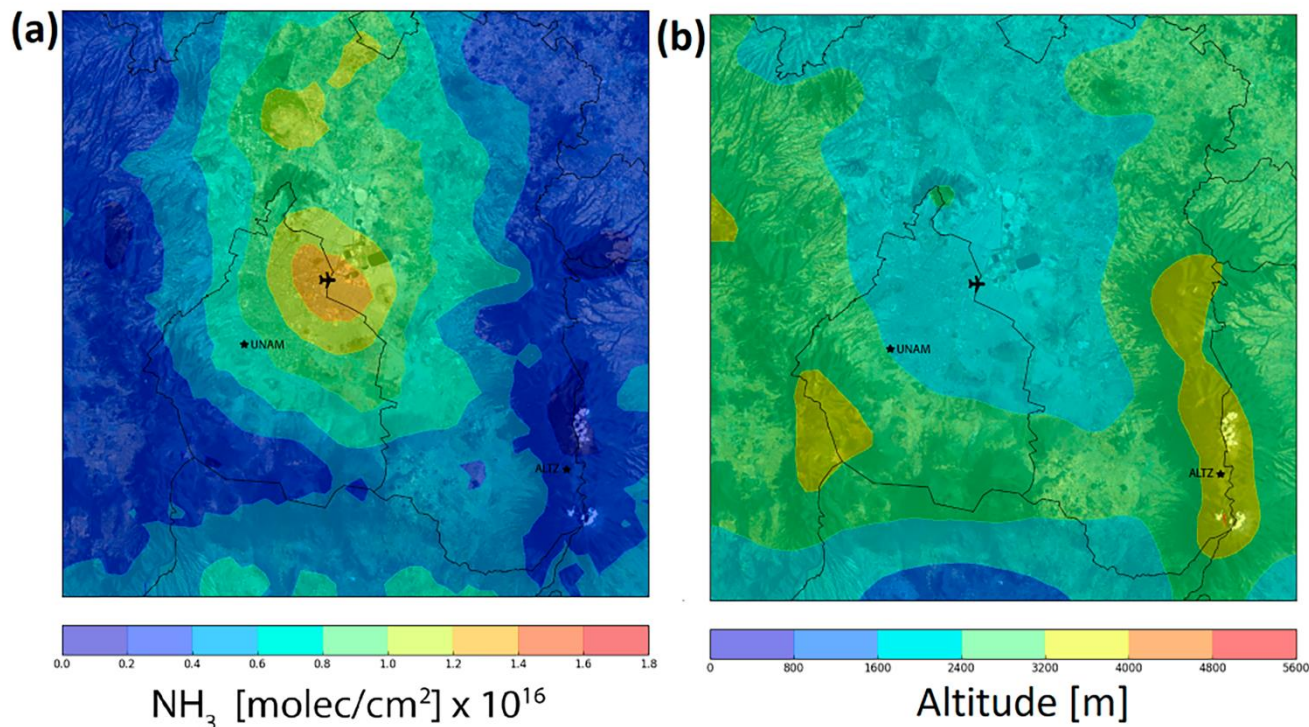 (a)
(b)
UNAM
ALTZ
UNAM
ALTZ
0.0 0.2 0.4 0.6 0.8 1.0 1.2 1.4 1.6 1.8
NH₃ [molec/cm²] x 10¹⁶
0 800 1600 2400 3200 4000 4800 5600
Altitude [m]